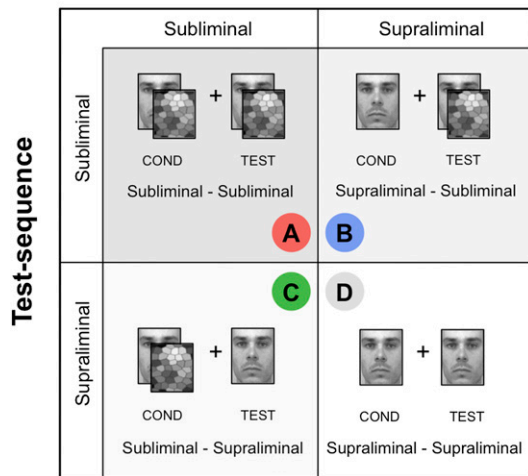 Subliminal
Supraliminal
Test-sequence
Subliminal
+
+
COND
TEST
COND
TEST
Subliminal - Subliminal
Supraliminal - Subliminal
A
B
C
D
Supraliminal
+
+
COND
TEST
COND
TEST
Subliminal - Supraliminal
Supraliminal - Supraliminal